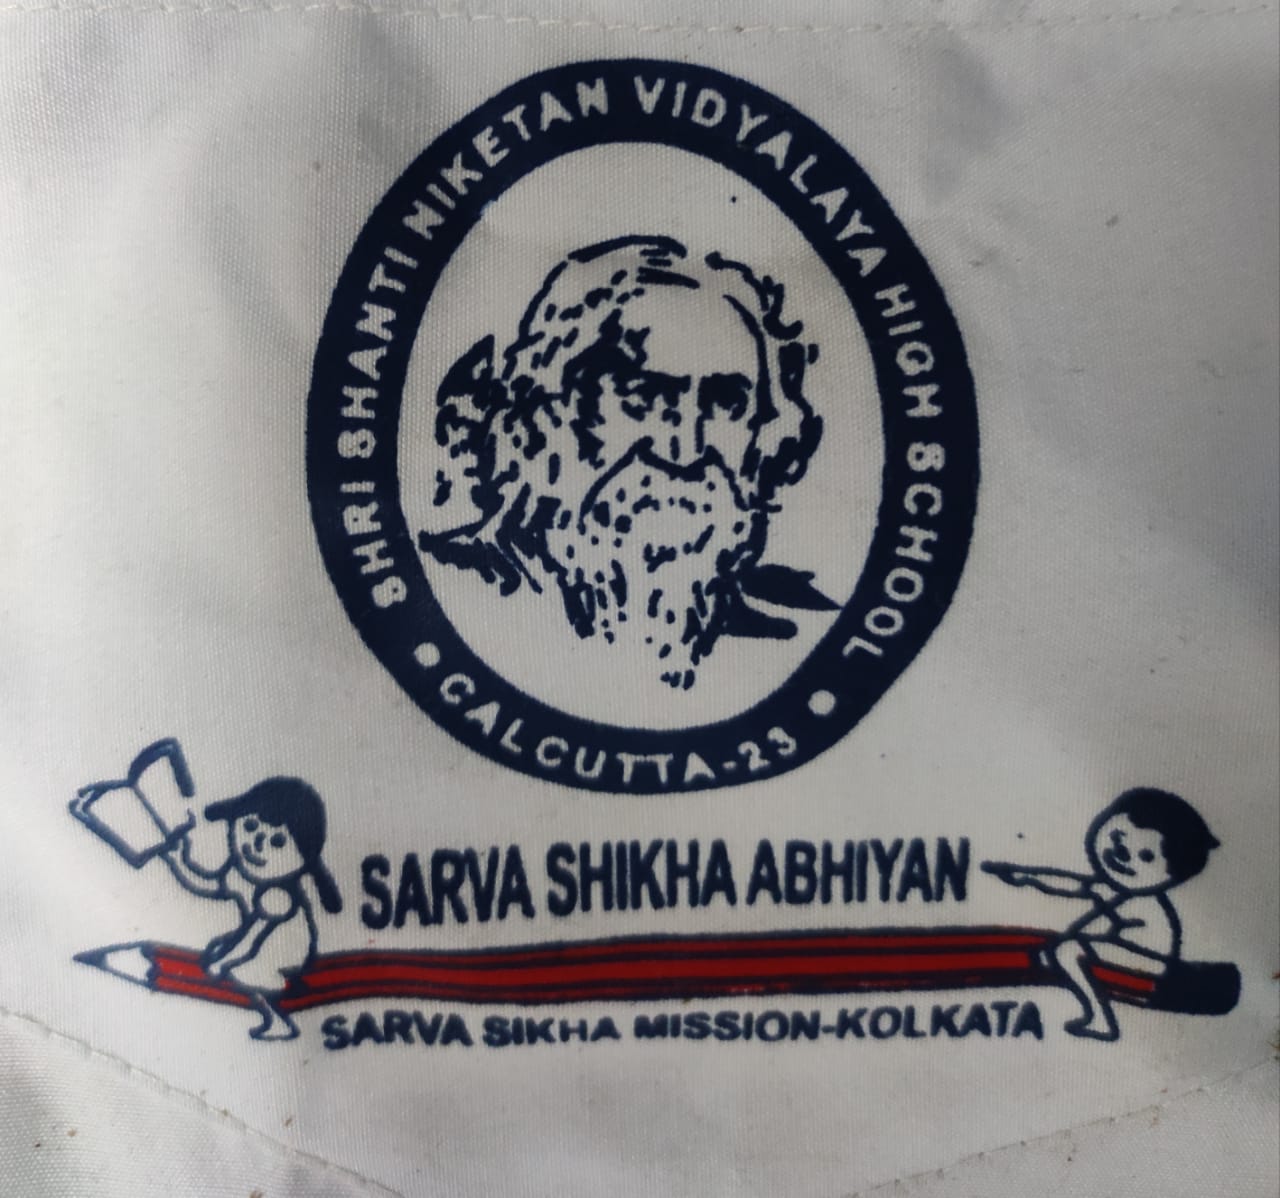 SHRI SHANTI NIKETAN VIDYALAYA HIGH SCHOOL
• CALCUTTA-23 •
SARVA SHIKHA ABHIYAN
SARVA SIKHA MISSION-KOLKATA